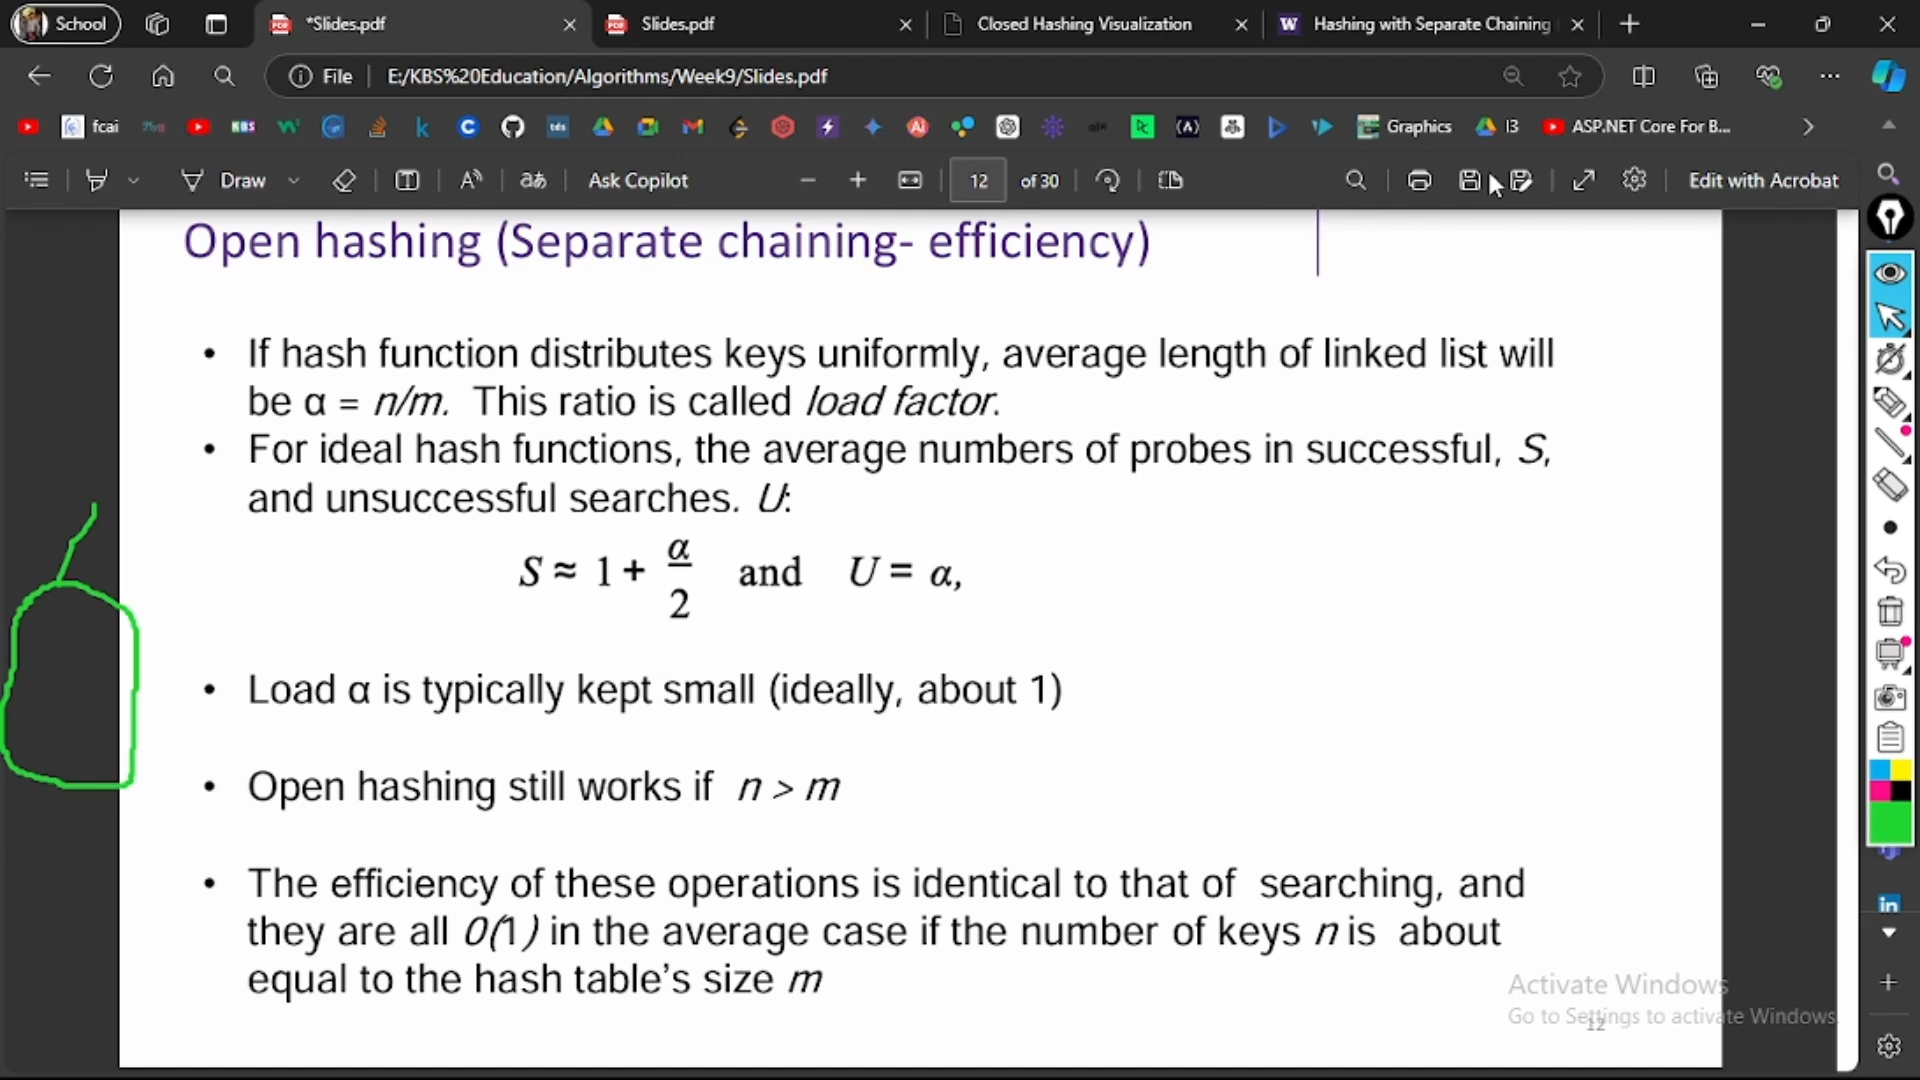 School
*Slides.pdf
Slides.pdf
Closed Hashing Visualization
W
Hashing with Separate Chaining
File
E:/KBS%20Education/Algorithms/Week9/Slides.pdf
fcai
KBS
tds
Graphics
I3
ASP.NET Core For B...
Draw
Ask Copilot
12
of 30
Edit with Acrobat
Open hashing (Separate chaining- efficiency)
• If hash function distributes keys uniformly, average length of linked list will
be α = n/m. This ratio is called load factor.
• For ideal hash functions, the average numbers of probes in successful, S,
and unsuccessful searches. U:
S ≈ 1 + α/2 and U = α,
• Load α is typically kept small (ideally, about 1)
• Open hashing still works if n > m
• The efficiency of these operations is identical to that of searching, and
they are all O(1) in the average case if the number of keys n is about
equal to the hash table’s size m
Activate Windows
Go to Settings to activate Windows.
12